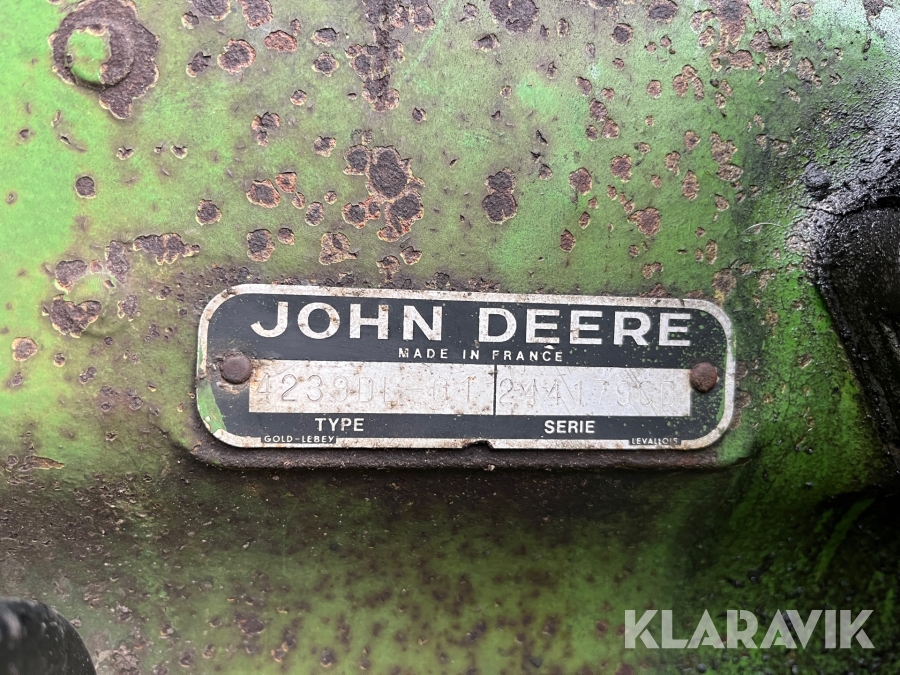 JOHN DEERE
MADE IN FRANCE
TYPE SERIE
GOLD-LEBEY LEVALLOIS
KLARAVIK